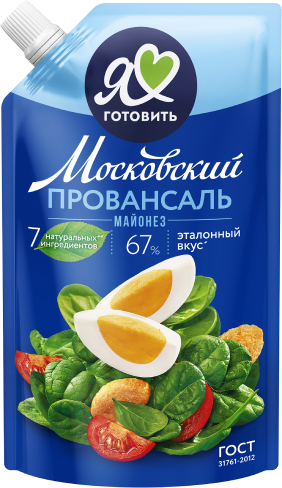 Я
ГОТОВИТЬ
Московский
ПРОВАНСАЛЬ
МАЙОНЕЗ
7 натуральных**
ингредиентов
67%
эталонный
вкус*
ГОСТ
31761-2012